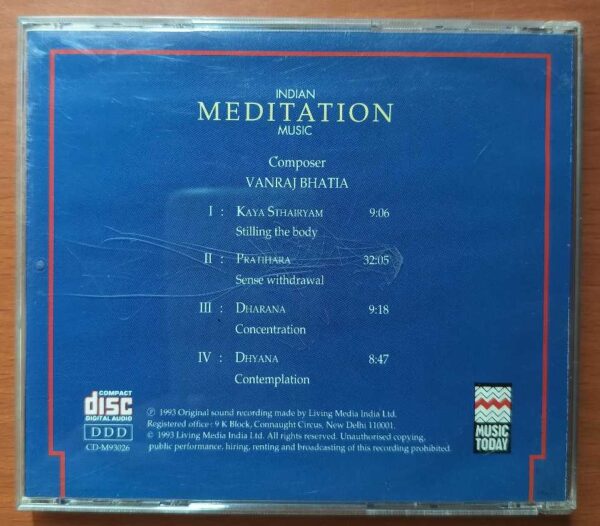 INDIAN
MEDITATION
MUSIC
Composer
VANRAJ BHATIA
I : KAYA STHAIRYAM 9:06
Stilling the body
II : PRATIHARA 32:05
Sense withdrawal
III : DHARANA 9:18
Concentration
IV : DHYANA 8:47
Contemplation
COMPACT
disc
DIGITAL AUDIO
DDD
CD-M93026
Ⓟ 1993 Original sound recording made by Living Media India Ltd.
Registered office : 9 K Block, Connaught Circus, New Delhi 110001.
© 1993 Living Media India Ltd. All rights reserved. Unauthorised copying,
public performance, hiring, renting and broadcasting of this recording prohibited.
MUSIC
TODAY